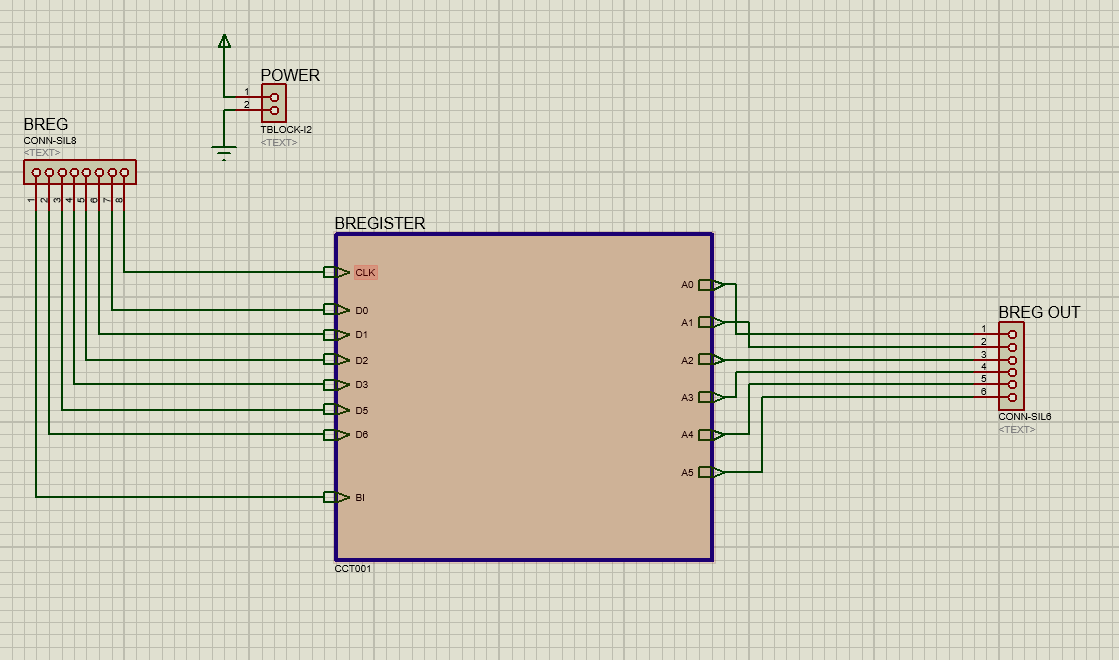 POWER
1
2
TBLOCK-I2
<TEXT>
BREG
CONN-SIL8
<TEXT>
1 2 3 4 5 6 7 8
BREGISTER
CLK
D0
D1
D2
D3
D5
D6
BI
A0
A1
A2
A3
A4
A5
CCT001
BREG OUT
1
2
3
4
5
6
CONN-SIL6
<TEXT>